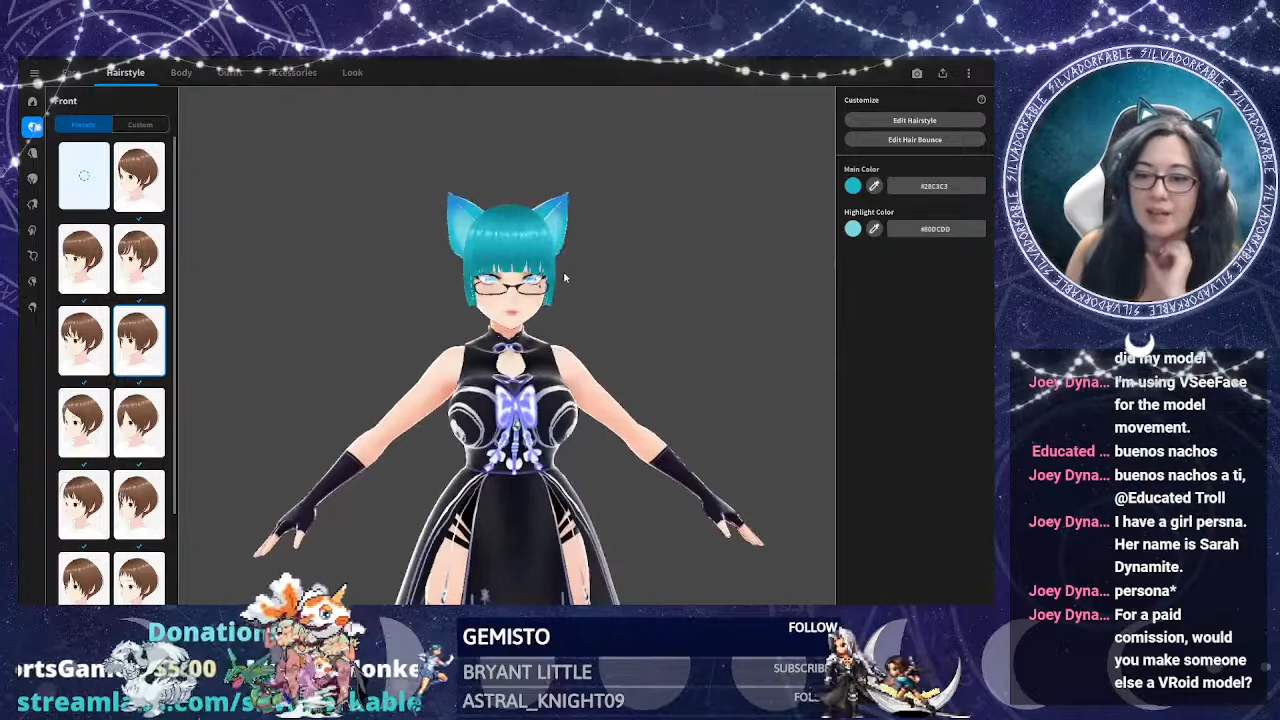 Hairstyle
Body
Outfit
Accessories
Look
Front
Presets
Custom
Customize
Edit Hairstyle
Edit Hair Bounce
Main Color
#28C3C3
Highlight Color
#80DCDD
SILVADORKABLE
did my model
Joey Dyna... I'm using VSeeFace
for the model
movement.
Educated ... buenos nachos
Joey Dyna... buenos nachos a ti,
@Educated Troll
Joey Dyna... I have a girl persna.
Her name is Sarah
Dynamite.
Joey Dyna... persona*
Joey Dyna... For a paid
comission, would
you make someone
else a VRoid model?
Donation
$5.00
GEMISTO
FOLLOW
BRYANT LITTLE
SUBSCRIB
ASTRAL_KNIGHT09
FOL